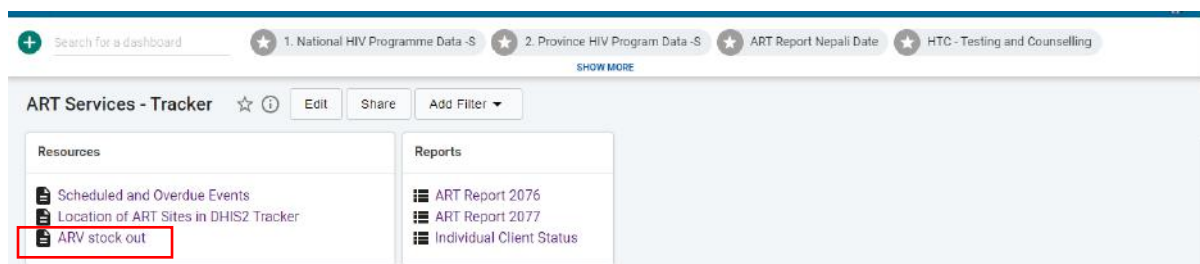 Search for a dashboard
1. National HIV Programme Data -S
2. Province HIV Program Data -S
ART Report Nepali Date
HTC - Testing and Counselling
SHOW MORE
ART Services - Tracker
Edit
Share
Add Filter
Resources
Scheduled and Overdue Events
Location of ART Sites in DHIS2 Tracker
ARV stock out
Reports
ART Report 2076
ART Report 2077
Individual Client Status